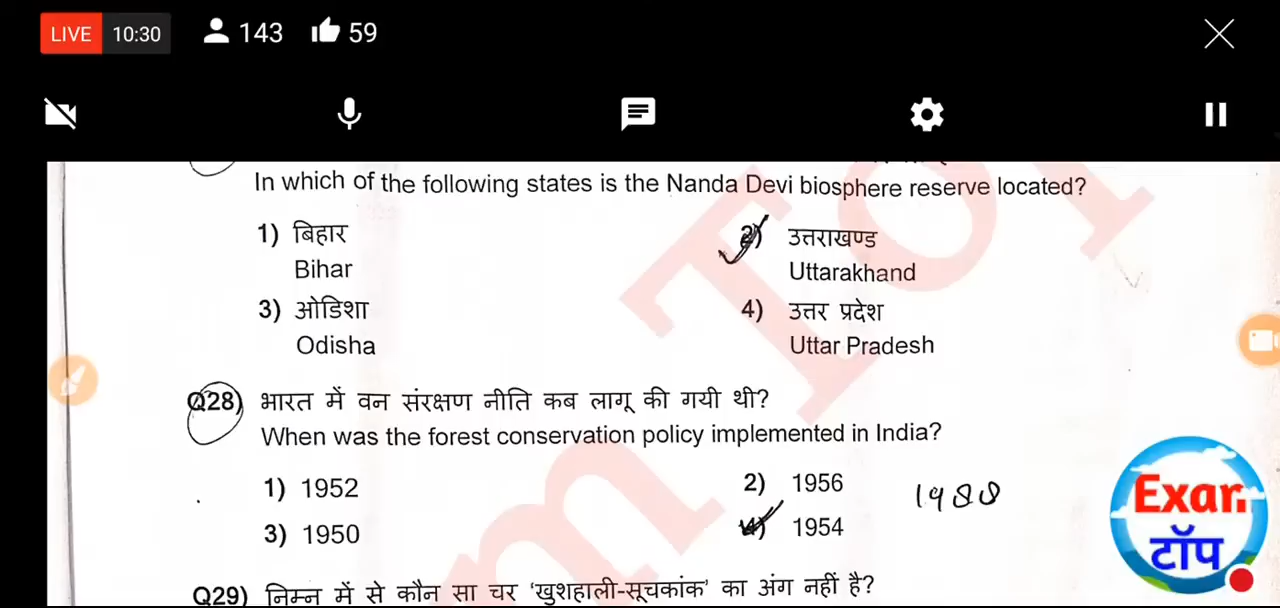 LIVE 10:30 143 59
In which of the following states is the Nanda Devi biosphere reserve located?
1) बिहार
Bihar
2) उत्तराखण्ड
Uttarakhand
3) ओडिशा
Odisha
4) उत्तर प्रदेश
Uttar Pradesh
Q28) भारत में वन संरक्षण नीति कब लागू की गयी थी?
When was the forest conservation policy implemented in India?
1) 1952
2) 1956
3) 1950
4) 1954
1988
Q29) निम्न में से कौन सा चर 'खुशहाली-सूचकांक' का अंग नहीं है?
Exam
टॉप